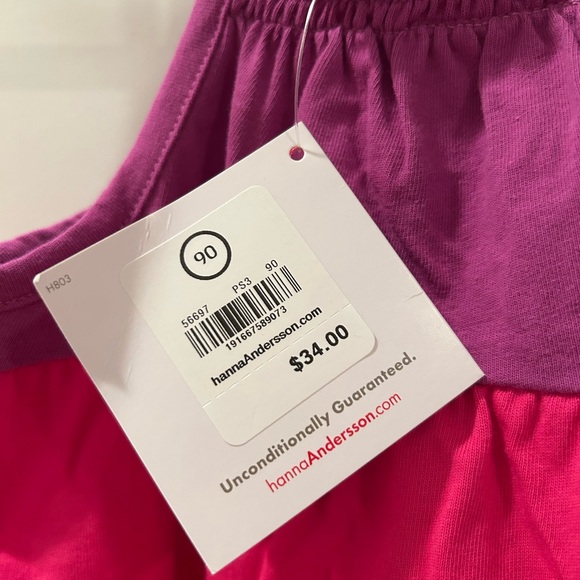 H803
90
56697 PS3 90
191667589073
hannaAndersson.com
$34.00
Unconditionally Guaranteed.
hannaAndersson.com